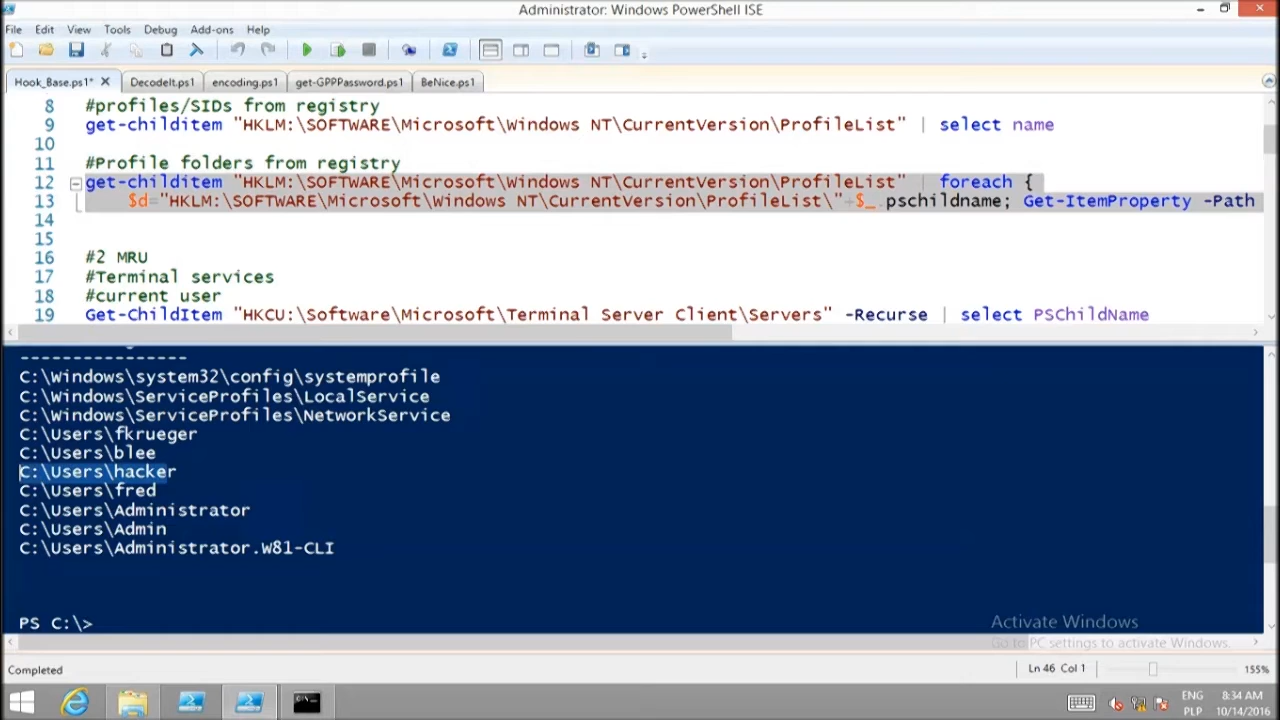 Administrator: Windows PowerShell ISE
File Edit View Tools Debug Add-ons Help
Hook_Base.ps1* DecodeIt.ps1 encoding.ps1 get-GPPPassword.ps1 BeNice.ps1
8 #profiles/SIDs from registry
9 get-childitem "HKLM:\SOFTWARE\Microsoft\Windows NT\CurrentVersion\ProfileList" | select name
10
11 #Profile folders from registry
12 get-childitem "HKLM:\SOFTWARE\Microsoft\Windows NT\CurrentVersion\ProfileList" | foreach {
13 $d="HKLM:\SOFTWARE\Microsoft\Windows NT\CurrentVersion\ProfileList\"+$_.pschildname; Get-ItemProperty -Path
14
15
16 #2 MRU
17 #Terminal services
18 #current user
19 Get-ChildItem "HKCU:\Software\Microsoft\Terminal Server Client\Servers" -Recurse | select PSChildName
----------------
C:\Windows\system32\config\systemprofile
C:\Windows\ServiceProfiles\LocalService
C:\Windows\ServiceProfiles\NetworkService
C:\Users\fkrueger
C:\Users\blee
C:\Users\hacker
C:\Users\fred
C:\Users\Administrator
C:\Users\Admin
C:\Users\Administrator.W81-CLI
PS C:\>
Activate Windows
Go to PC settings to activate Windows.
Completed Ln 46 Col 1 155%
ENG 8:34 AM
PLP 10/14/2016